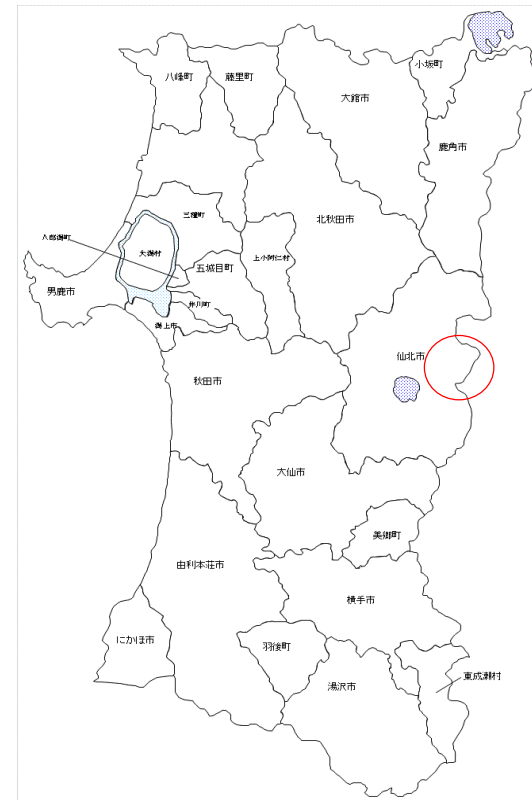 小坂町
八峰町
藤里町
大館市
鹿角市
三種町
北秋田市
八郎潟町
大潟村
上小阿仁村
五城目町
男鹿市
井川町
潟上市
仙北市
秋田市
大仙市
美郷町
由利本荘市
横手市
にかほ市
羽後町
東成瀬村
湯沢市